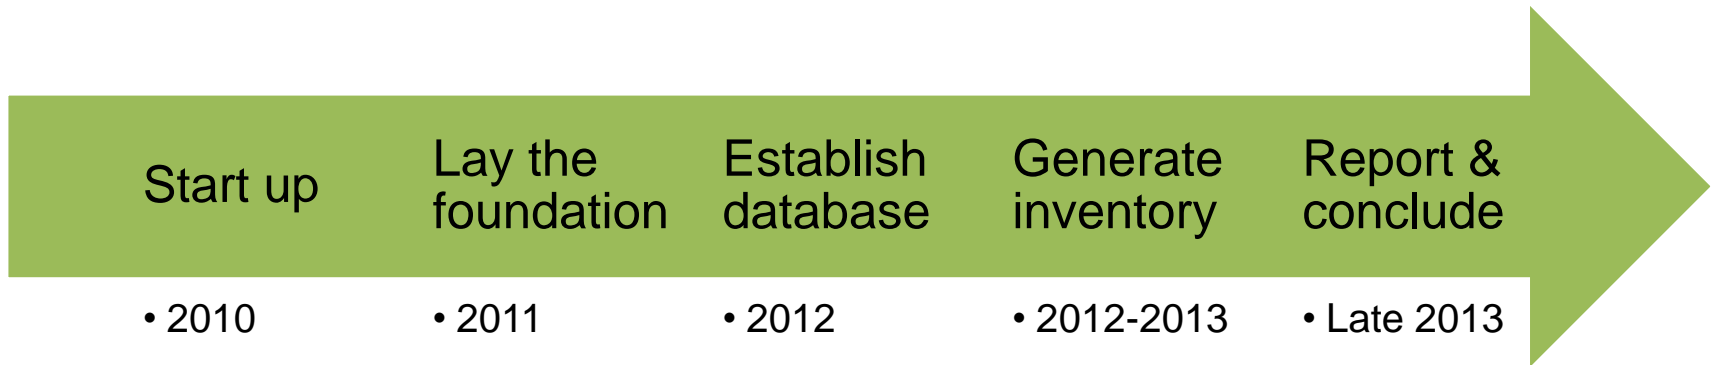 Start up
Lay the
foundation
Establish
database
Generate
inventory
Report &
conclude
• 2010
• 2011
• 2012
• 2012-2013
• Late 2013